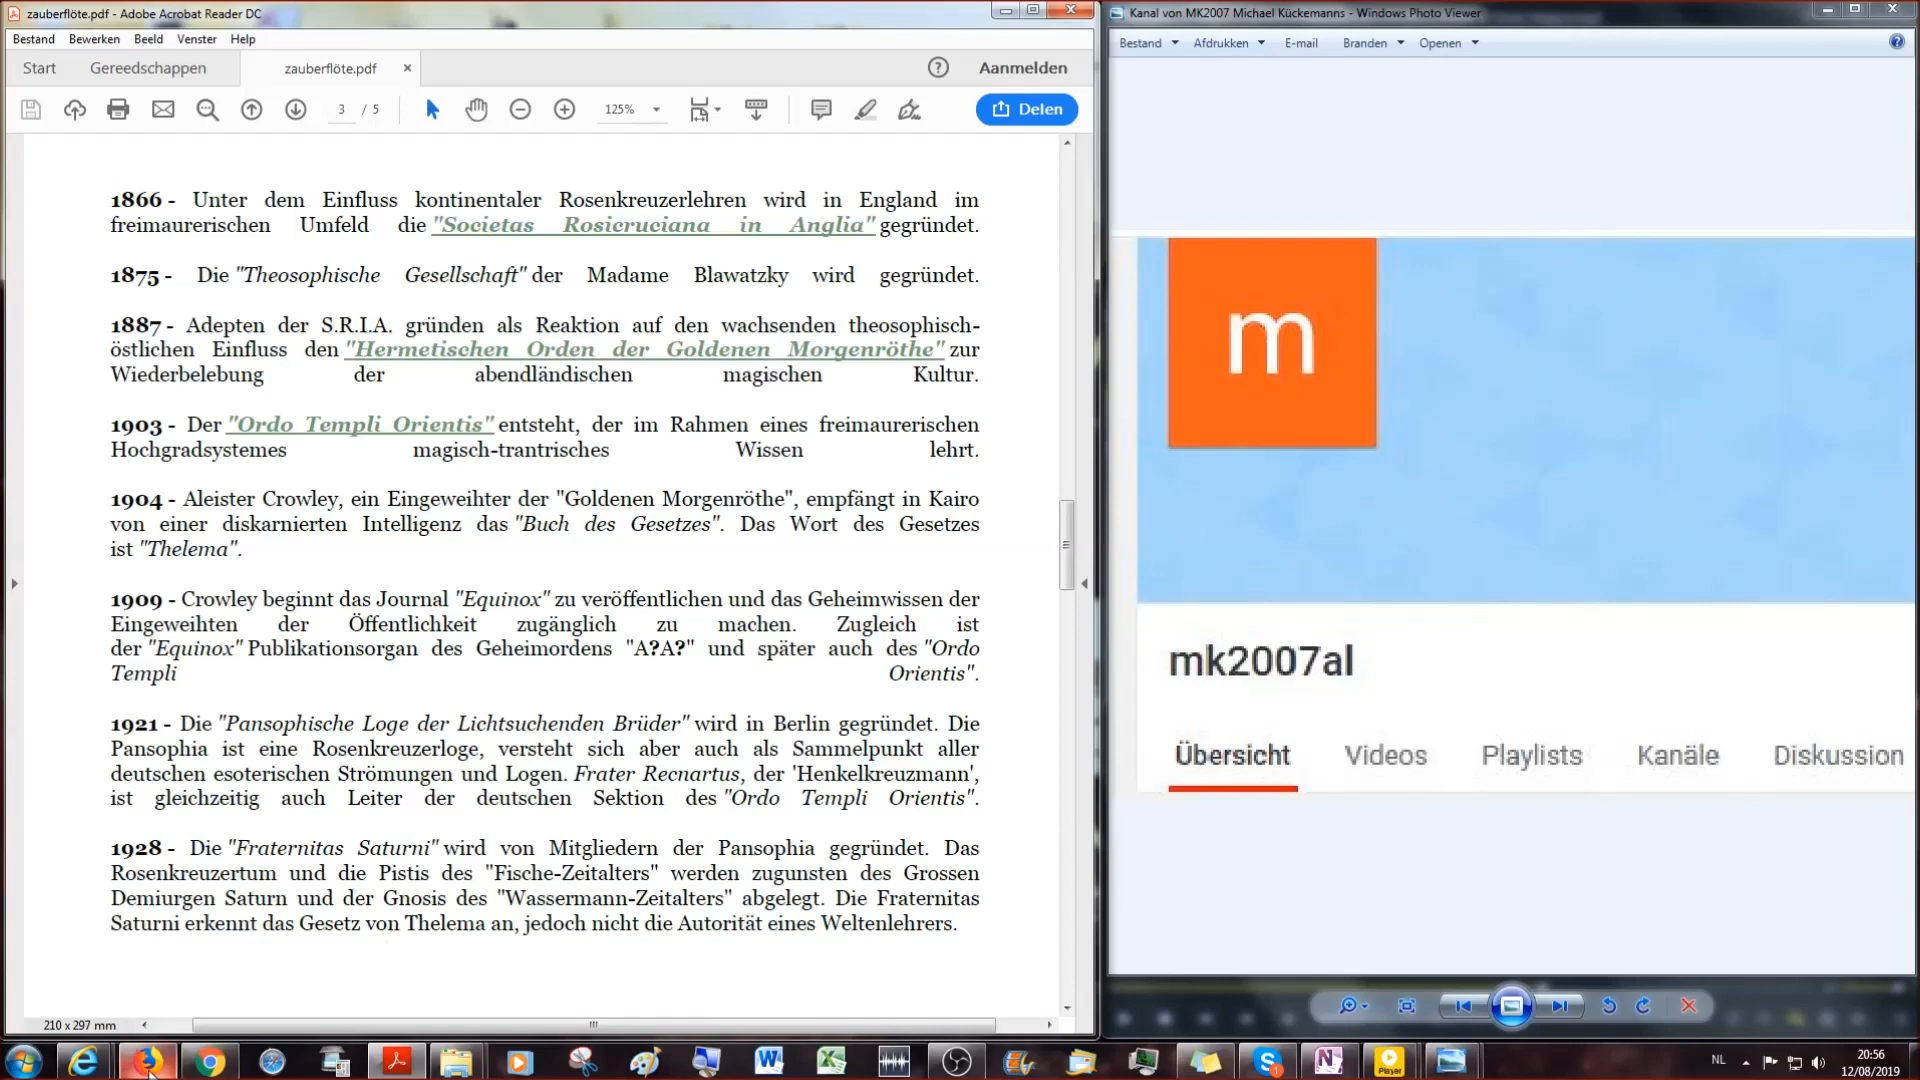 zauberflöte.pdf - Adobe Acrobat Reader DC
Bestand Bewerken Beeld Venster Help
Start Gereedschappen zauberflöte.pdf × ? Aanmelden
3 / 5 125% Delen
1866 - Unter dem Einfluss kontinentaler Rosenkreuzerlehren wird in England im
freimaurerischen Umfeld die "Societas Rosicruciana in Anglia" gegründet.
1875 - Die "Theosophische Gesellschaft" der Madame Blawatzky wird gegründet.
1887 - Adepten der S.R.I.A. gründen als Reaktion auf den wachsenden theosophisch-
östlichen Einfluss den "Hermetischen Orden der Goldenen Morgenröthe" zur
Wiederbelebung der abendländischen magischen Kultur.
1903 - Der "Ordo Templi Orientis" entsteht, der im Rahmen eines freimaurerischen
Hochgradsystemes magisch-trantrisches Wissen lehrt.
1904 - Aleister Crowley, ein Eingeweihter der "Goldenen Morgenröthe", empfängt in Kairo
von einer diskarnierten Intelligenz das "Buch des Gesetzes". Das Wort des Gesetzes
ist "Thelema".
1909 - Crowley beginnt das Journal "Equinox" zu veröffentlichen und das Geheimwissen der
Eingeweihten der Öffentlichkeit zugänglich zu machen. Zugleich ist
der "Equinox" Publikationsorgan des Geheimordens "A?A?" und später auch des "Ordo
Templi Orientis".
1921 - Die "Pansophische Loge der Lichtsuchenden Brüder" wird in Berlin gegründet. Die
Pansophia ist eine Rosenkreuzerloge, versteht sich aber auch als Sammelpunkt aller
deutschen esoterischen Strömungen und Logen. Frater Recnartus, der 'Henkelkreuzmann',
ist gleichzeitig auch Leiter der deutschen Sektion des "Ordo Templi Orientis".
1928 - Die "Fraternitas Saturni" wird von Mitgliedern der Pansophia gegründet. Das
Rosenkreuzertum und die Pistis des "Fische-Zeitalters" werden zugunsten des Grossen
Demiurgen Saturn und der Gnosis des "Wassermann-Zeitalters" abgelegt. Die Fraternitas
Saturni erkennt das Gesetz von Thelema an, jedoch nicht die Autorität eines Weltenlehrers.
210 x 297 mm
Kanal von MK2007 Michael Kückemanns - Windows Photo Viewer
Bestand Afdrukken E-mail Branden Openen
m
mk2007al
Übersicht Videos Playlists Kanäle Diskussion
Player
NL
20:56
12/08/2019